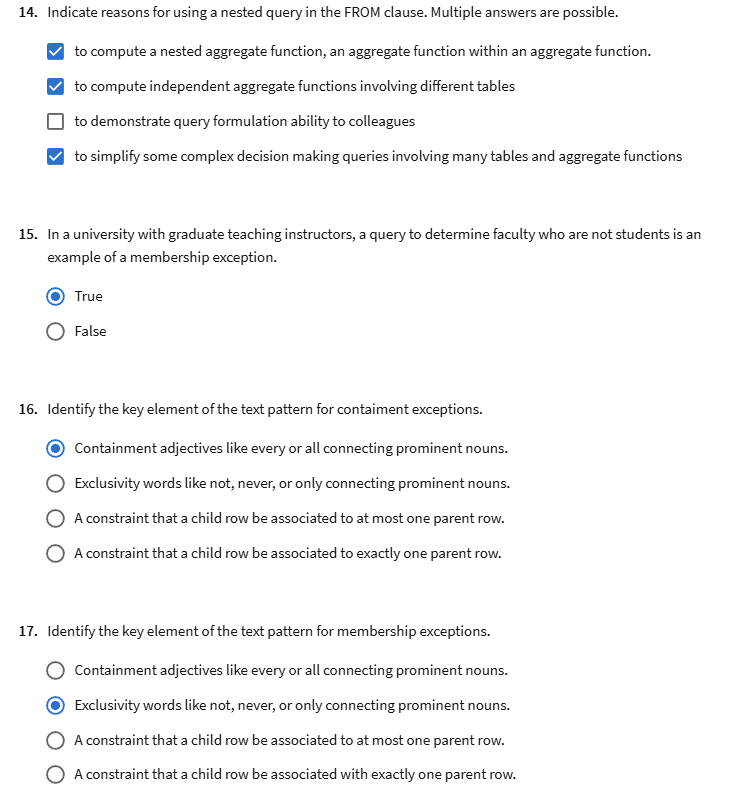 14. Indicate reasons for using a nested query in the FROM clause. Multiple answers are possible.
to compute a nested aggregate function, an aggregate function within an aggregate function.
to compute independent aggregate functions involving different tables
to demonstrate query formulation ability to colleagues
to simplify some complex decision making queries involving many tables and aggregate functions
15. In a university with graduate teaching instructors, a query to determine faculty who are not students is an
example of a membership exception.
True
False
16. Identify the key element of the text pattern for contaiment exceptions.
Containment adjectives like every or all connecting prominent nouns.
Exclusivity words like not, never, or only connecting prominent nouns.
A constraint that a child row be associated to at most one parent row.
A constraint that a child row be associated to exactly one parent row.
17. Identify the key element of the text pattern for membership exceptions.
Containment adjectives like every or all connecting prominent nouns.
Exclusivity words like not, never, or only connecting prominent nouns.
A constraint that a child row be associated to at most one parent row.
A constraint that a child row be associated with exactly one parent row.